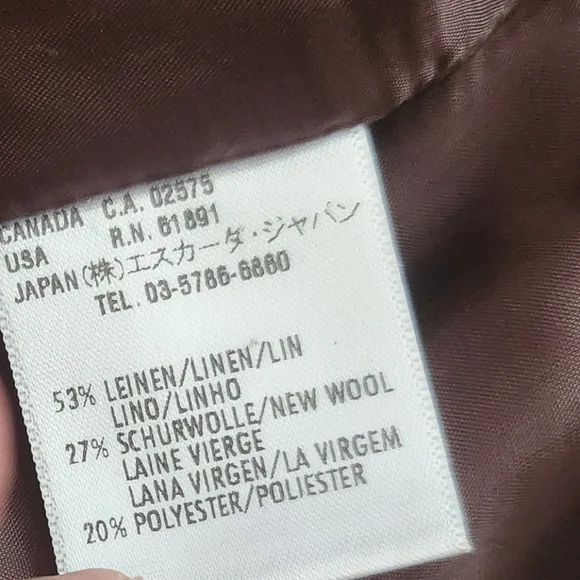 CANADA C.A. 02575
USA R.N. 61891
JAPAN (株)エスカーダ・ジャパン
TEL. 03-5786-6860
53% LEINEN/LINEN/LIN
LINO/LINHO
27% SCHURWOLLE/NEW WOOL
LAINE VIERGE
LANA VIRGEN/LA VIRGEM
20% POLYESTER/POLIESTER